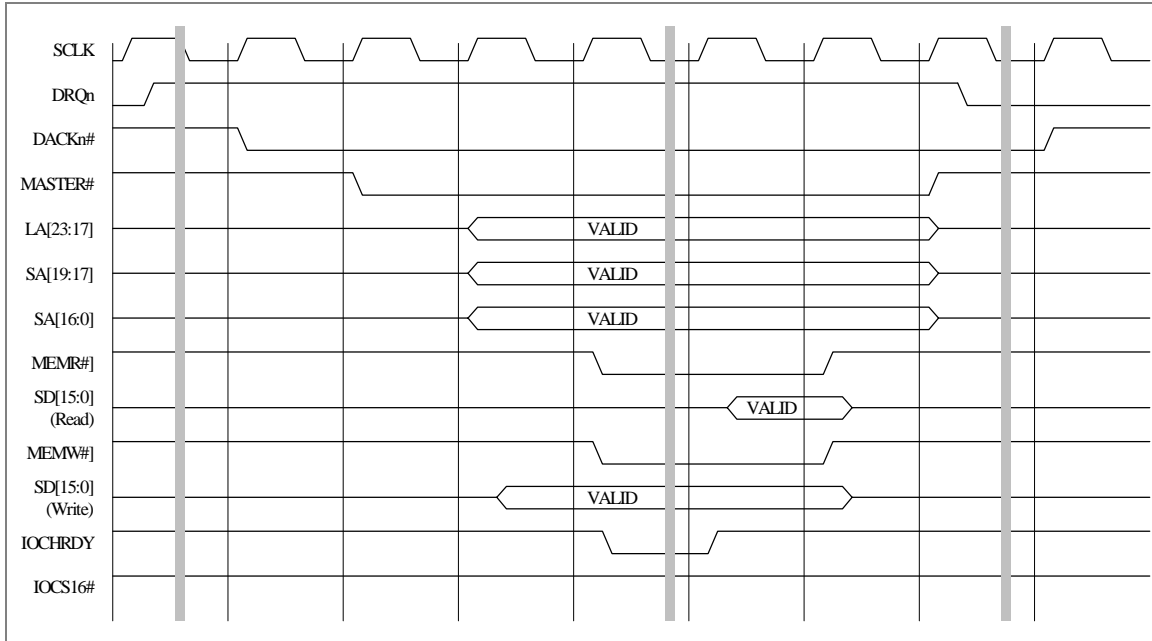 SCLK
DRQn
DACKn#
MASTER#
LA[23:17]
VALID
SA[19:17]
VALID
SA[16:0]
VALID
MEMR#]
SD[15:0]
(Read)
VALID
MEMW#]
SD[15:0]
(Write)
VALID
IOCHRDY
IOCS16#